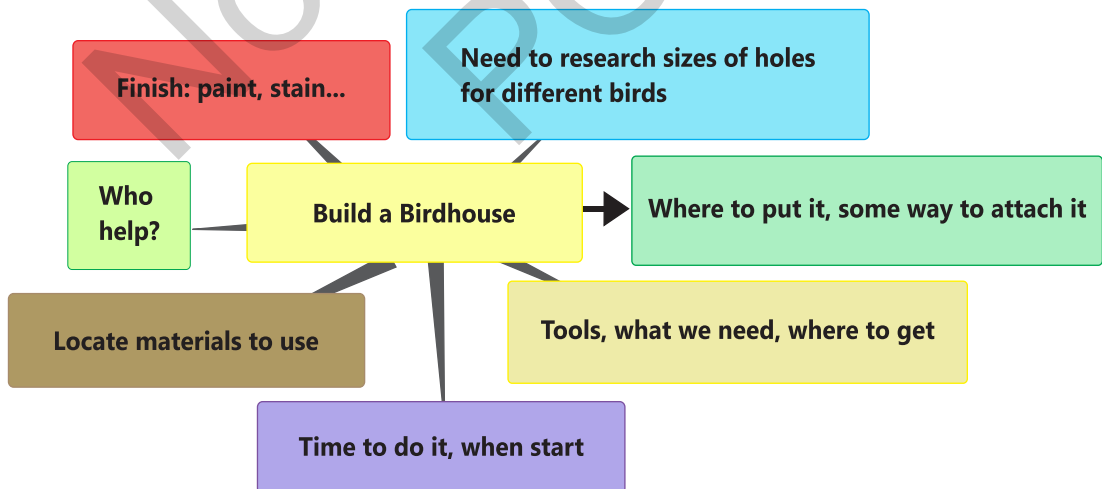 Need to research sizes of holes
for different birds
Finish: paint, stain...
Who
help?
Build a Birdhouse
Where to put it, some way to attach it
Locate materials to use
Tools, what we need, where to get
Time to do it, when start